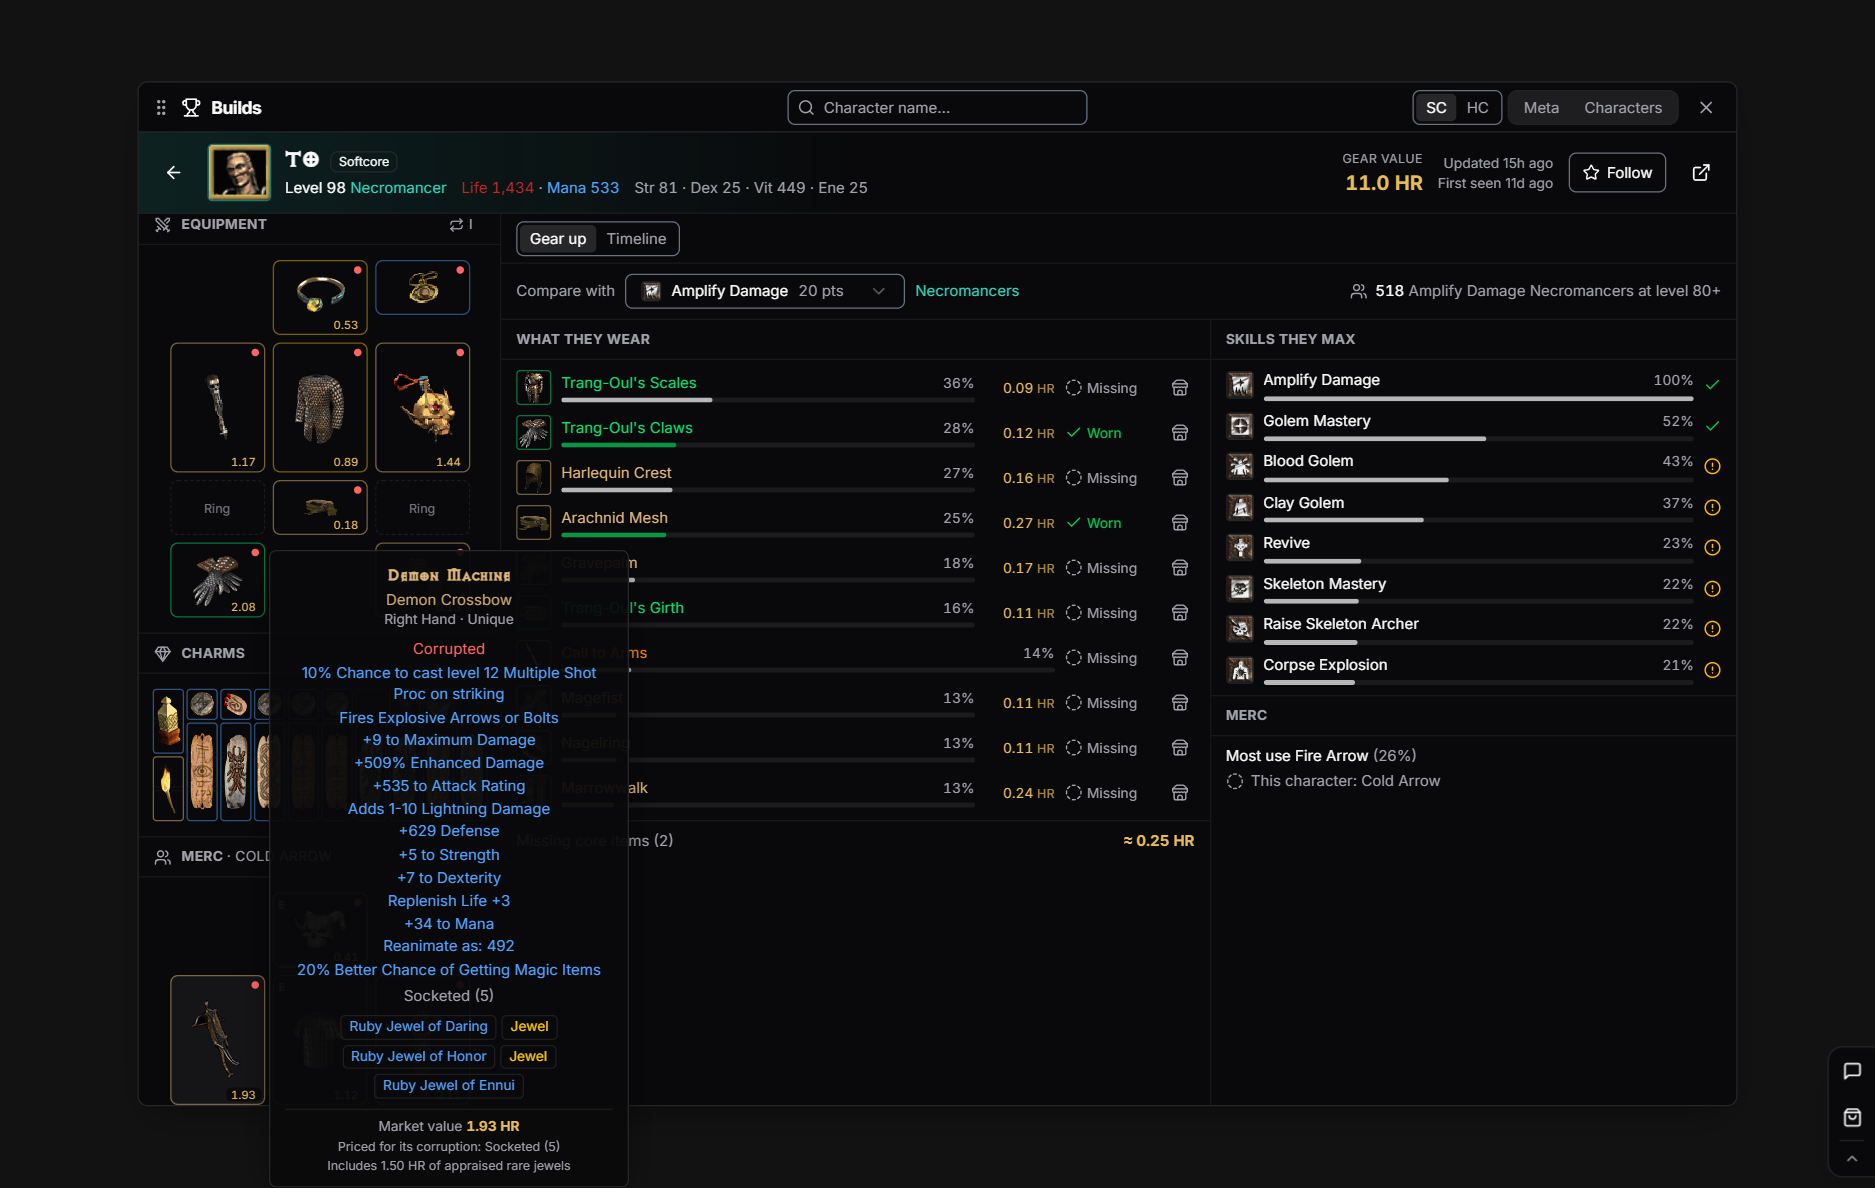 Builds
Character name...
SC HC
Meta Characters
Softcore
Level 98 Necromancer Life 1,434 · Mana 533 Str 81 · Dex 25 · Vit 449 · Ene 25
GEAR VALUE
11.0 HR
Updated 15h ago
First seen 11d ago
Follow
EQUIPMENT
I
0.53
1.17
0.89
1.44
Ring
0.18
Ring
2.08
CHARMS
MERC · COLD ARROW
1.93
Gear up Timeline
Compare with Amplify Damage 20 pts Necromancers
518 Amplify Damage Necromancers at level 80+
WHAT THEY WEAR
Trang-Oul's Scales 36% 0.09 HR Missing
Trang-Oul's Claws 28% 0.12 HR Worn
Harlequin Crest 27% 0.16 HR Missing
Arachnid Mesh 25% 0.27 HR Worn
Gravepalm 18% 0.17 HR Missing
Trang-Oul's Girth 16% 0.11 HR Missing
Call to Arms 14% Missing
Magefist 13% 0.11 HR Missing
Nagelring 13% 0.11 HR Missing
Marrowwalk 13% 0.24 HR Missing
Missing core items (2) ≈ 0.25 HR
SKILLS THEY MAX
Amplify Damage 100%
Golem Mastery 52%
Blood Golem 43%
Clay Golem 37%
Revive 23%
Skeleton Mastery 22%
Raise Skeleton Archer 22%
Corpse Explosion 21%
MERC
Most use Fire Arrow (26%)
This character: Cold Arrow
Demon Machine
Demon Crossbow
Right Hand · Unique
Corrupted
10% Chance to cast level 12 Multiple Shot
Proc on striking
Fires Explosive Arrows or Bolts
+9 to Maximum Damage
+509% Enhanced Damage
+535 to Attack Rating
Adds 1-10 Lightning Damage
+629 Defense
+5 to Strength
+7 to Dexterity
Replenish Life +3
+34 to Mana
Reanimate as: 492
20% Better Chance of Getting Magic Items
Socketed (5)
Ruby Jewel of Daring Jewel
Ruby Jewel of Honor Jewel
Ruby Jewel of Ennui
Market value 1.93 HR
Priced for its corruption: Socketed (5)
Includes 1.50 HR of appraised rare jewels